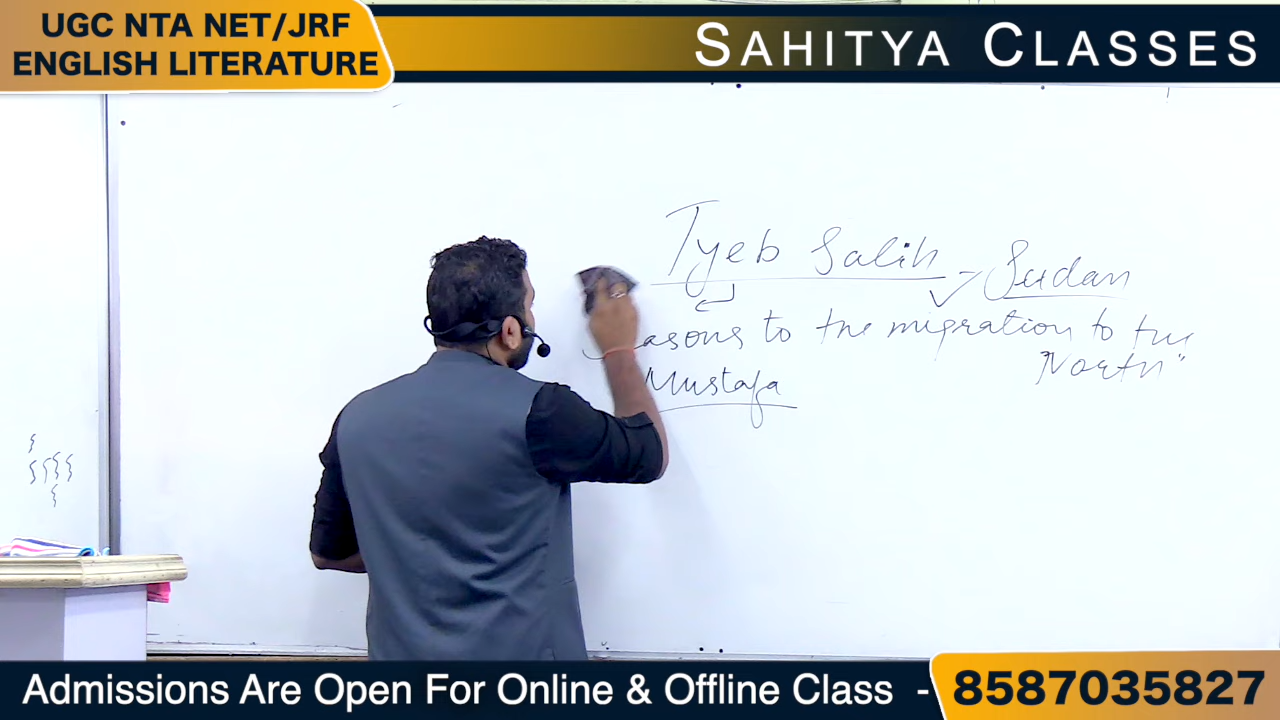 UGC NTA NET/JRF
ENGLISH LITERATURE
SAHITYA CLASSES
Tyeb Salih - Sudan
asons to the migration to the
North"
Mustafa
Admissions Are Open For Online & Offline Class - 8587035827